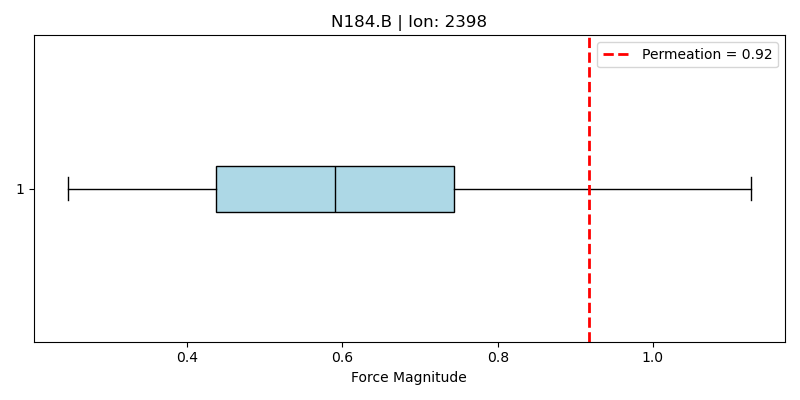 N184.B | Ion: 2398
Permeation = 0.92
1
0.4 0.6 0.8 1.0
Force Magnitude